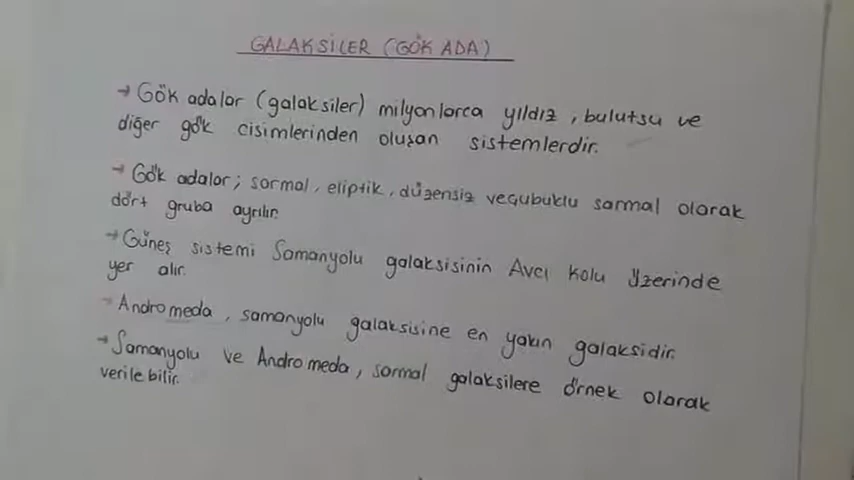 GALAKSİLER (GÖK ADA)
→ Gök adalar (galaksiler) milyonlarca yıldız, bulutsu ve
diğer gök cisimlerinden oluşan sistemlerdir.
→ Gök adalar; sarmal, eliptik, düzensiz veçubuklu sarmal olarak
dört gruba ayrılır.
→ Güneş sistemi Samanyolu galaksisinin Avcı Kolu üzerinde
yer alır.
→ Andromeda, samanyolu galaksisine en yakın galaksidir.
→ Samanyolu ve Andromeda, sarmal galaksilere örnek olarak
verilebilir.